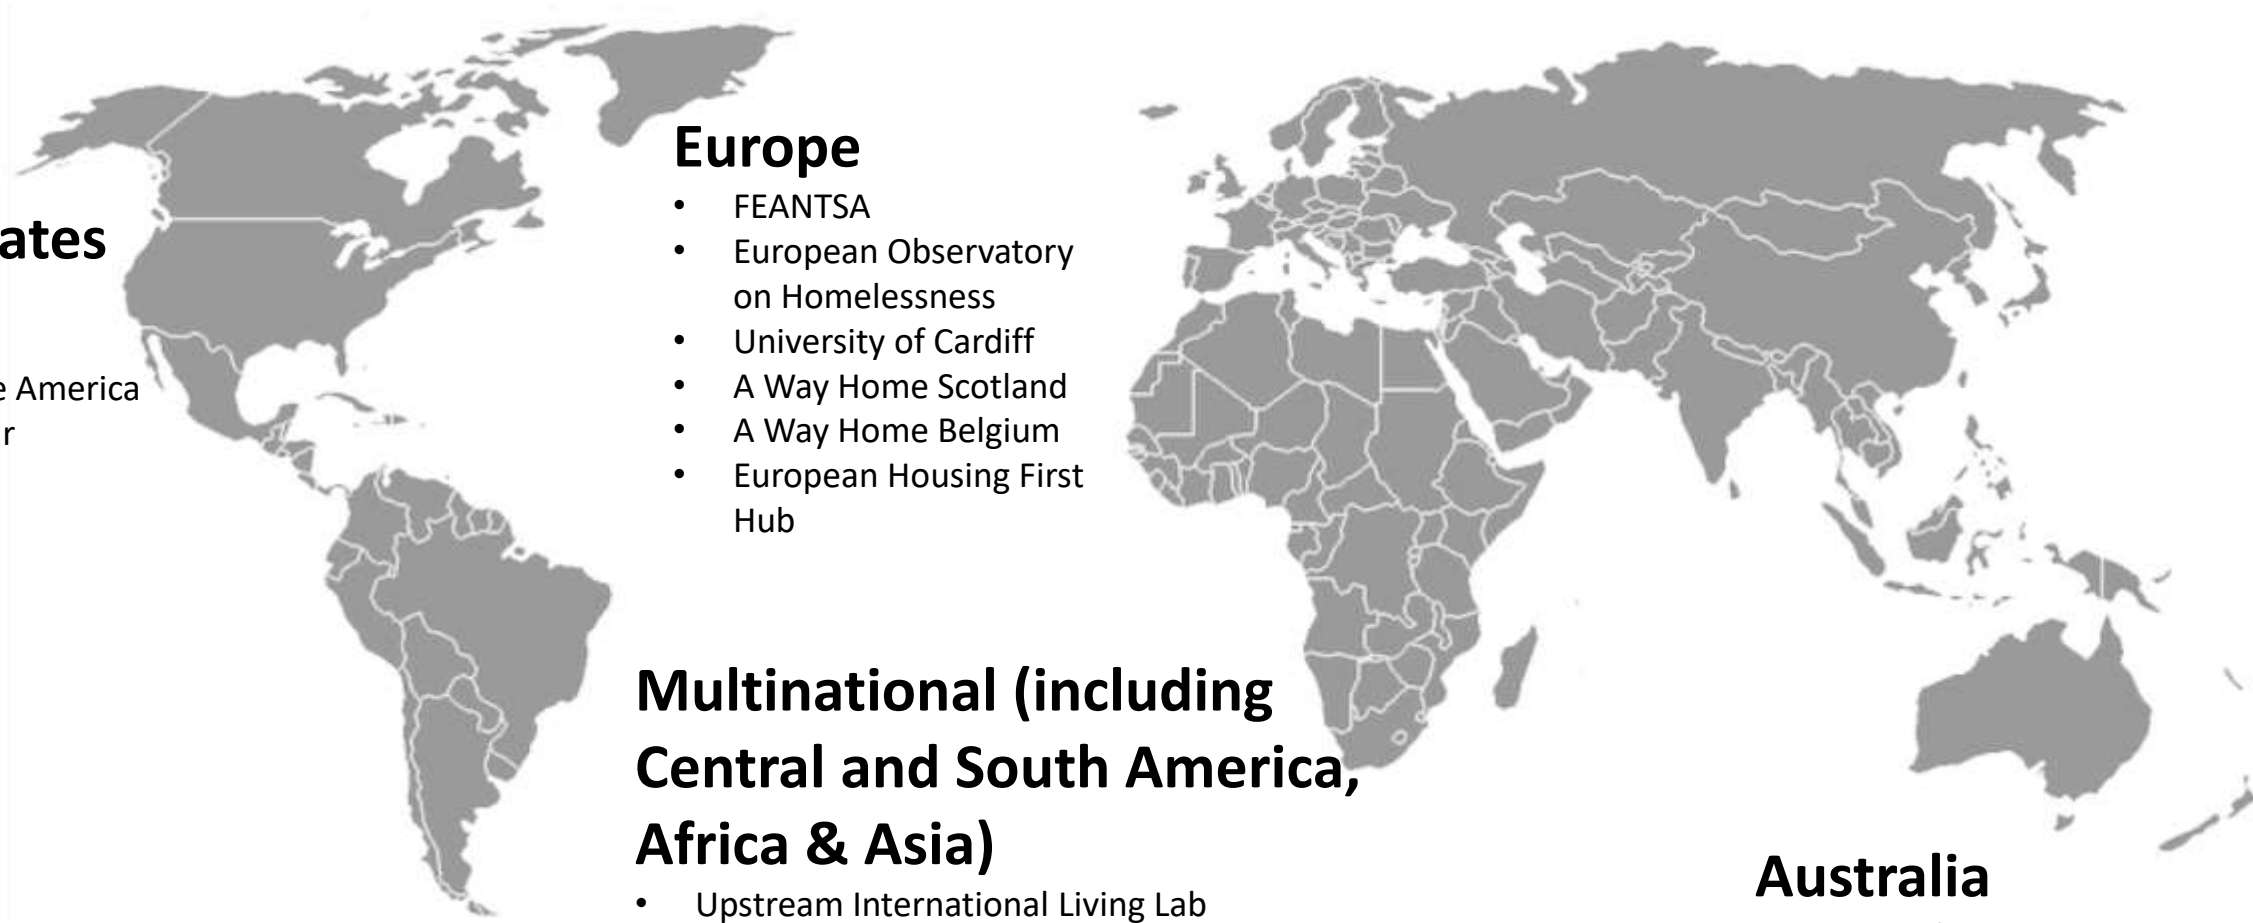 ates
e America
r
Europe
• FEANTSA
• European Observatory
on Homelessness
• University of Cardiff
• A Way Home Scotland
• A Way Home Belgium
• European Housing First
Hub
Multinational (including
Central and South America,
Africa & Asia)
• Upstream International Living Lab
Australia